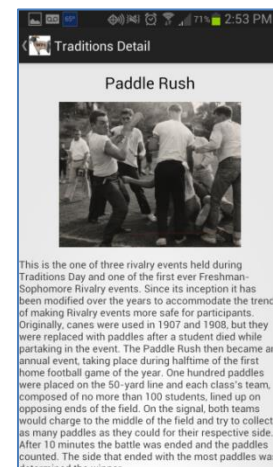 71% 2:53 PM
Traditions Detail
Paddle Rush
This is the one of three rivalry events held during
Traditions Day and one of the first ever Freshman-
Sophomore Rivalry events. Since its inception it has
been modified over the years to accommodate the trend
of making Rivalry events more safe for participants.
Originally, canes were used in 1907 and 1908, but they
were replaced with paddles after a student died while
partaking in the event. The Paddle Rush then became an
annual event, taking place during halftime of the first
home football game of the year. One hundred paddles
were placed on the 50-yard line and each class's team,
composed of no more than 100 students, lined up on
opposing ends of the field. On the signal, both teams
would charge to the middle of the field and try to collect
as many paddles as they could for their respective side.
After 10 minutes the battle was ended and the paddles
counted. The side that ended with the most paddles was